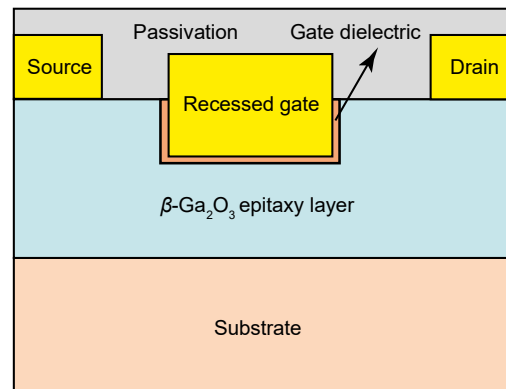 Passivation
Gate dielectric
Source
Drain
Recessed gate
β-Ga₂O₃ epitaxy layer
Substrate